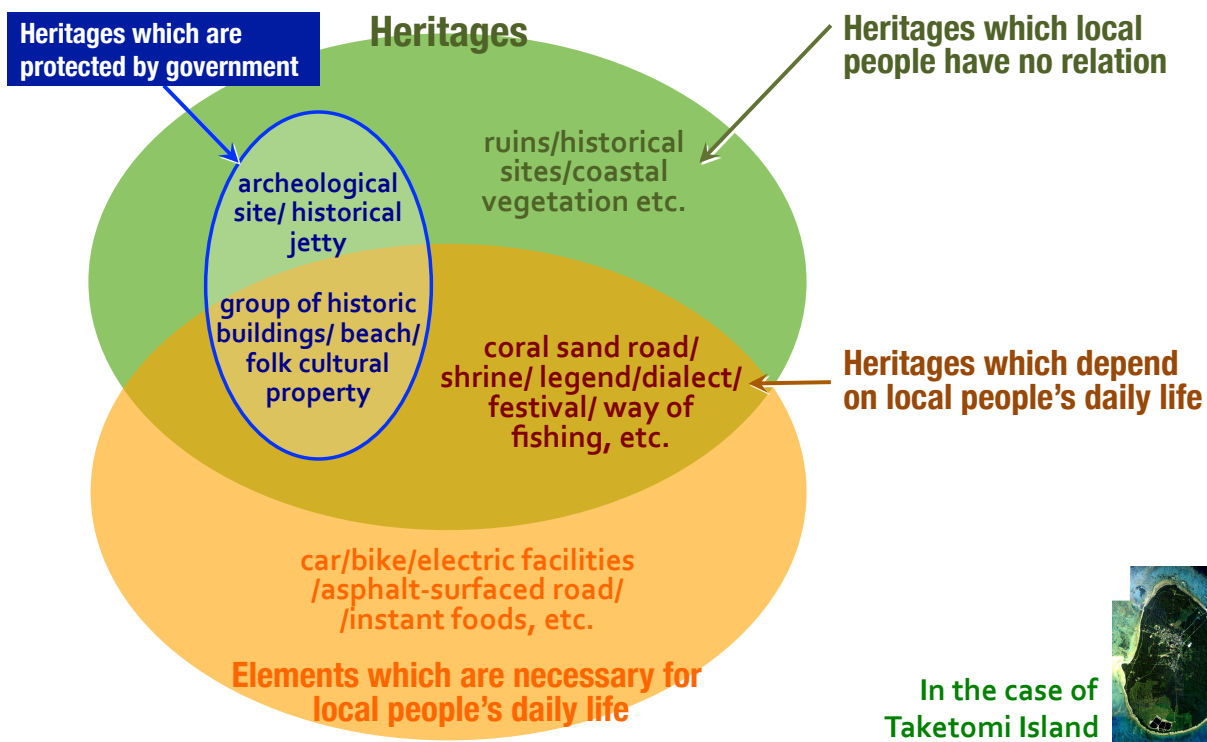 Heritages which are
protected by government
Heritages
Heritages which local
people have no relation
ruins/historical
sites/coastal
vegetation etc.
archeological
site/ historical
jetty
group of historic
buildings/ beach/
folk cultural
property
coral sand road/
shrine/ legend/dialect/
festival/ way of
fishing, etc.
Heritages which depend
on local people's daily life
car/bike/electric facilities
/asphalt-surfaced road/
/instant foods, etc.
Elements which are necessary for
local people's daily life
In the case of
Taketomi Island